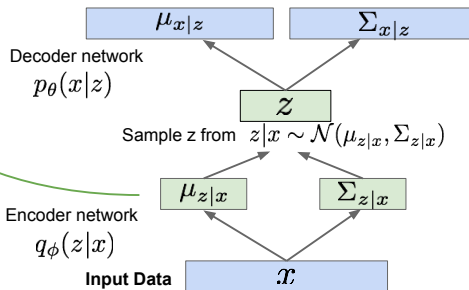 μ_{x|z} Σ_{x|z}
Decoder network
p_θ(x|z)
z
Sample z from z|x ∼ 𝒩(μ_{z|x}, Σ_{z|x})
μ_{z|x} Σ_{z|x}
Encoder network
q_ϕ(z|x)
Input Data x